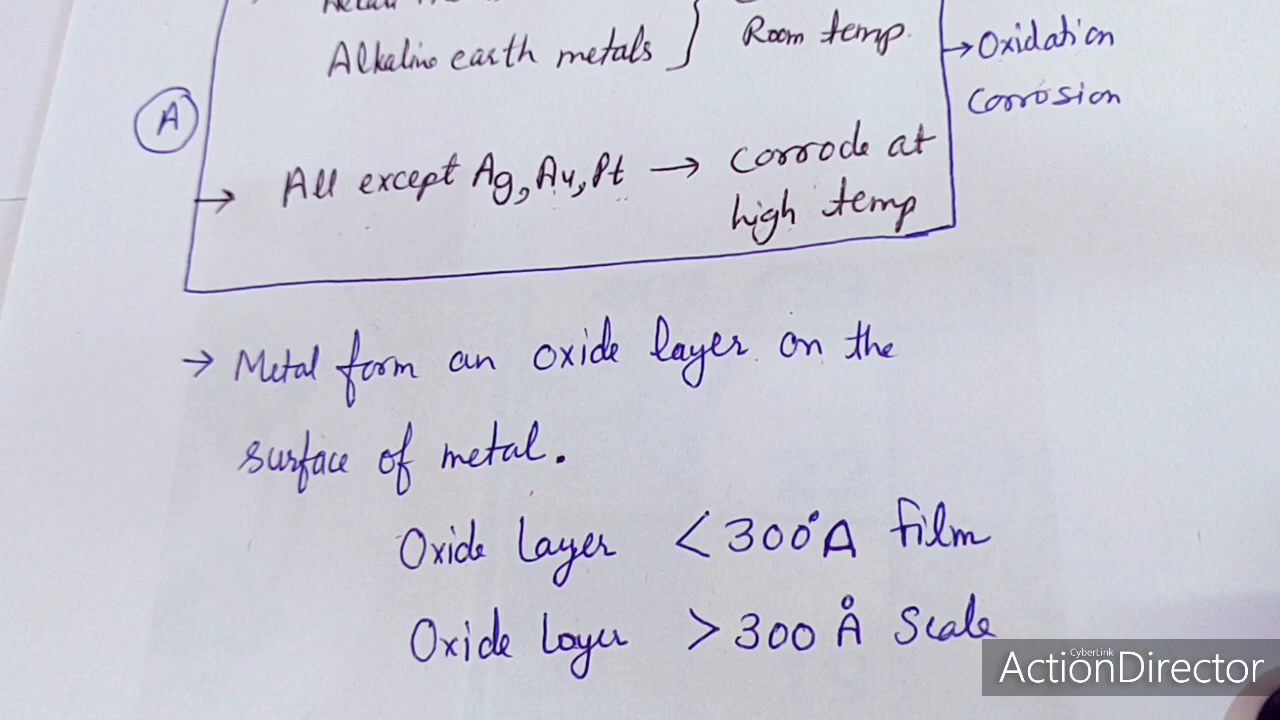 Alkaline earth metals
Room temp.
→ Oxidation
corrosion
A
→ All except Ag, Au, Pt → corrode at
high temp
→ Metal form an oxide layer on the
surface of metal.
Oxide layer < 300°A film
Oxide layer > 300 Å Scale
CyberLink
ActionDirector